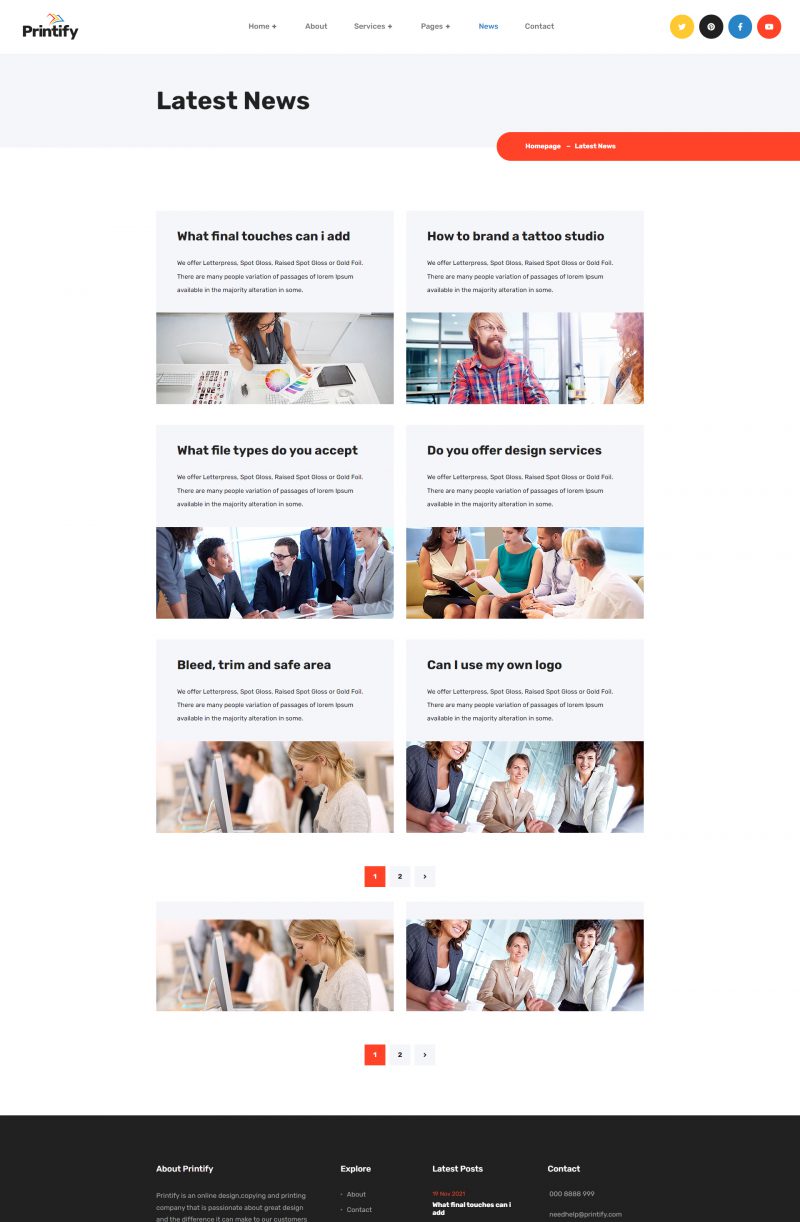 Printify
Home +
About
Services +
Pages +
News
Contact
Latest News
Homepage – Latest News
What final touches can i add
We offer Letterpress, Spot Gloss, Raised Spot Gloss or Gold Foil.
There are many people variation of passages of lorem Ipsum
available in the majority alteration in some.
How to brand a tattoo studio
We offer Letterpress, Spot Gloss, Raised Spot Gloss or Gold Foil.
There are many people variation of passages of lorem Ipsum
available in the majority alteration in some.
What file types do you accept
We offer Letterpress, Spot Gloss, Raised Spot Gloss or Gold Foil.
There are many people variation of passages of lorem Ipsum
available in the majority alteration in some.
Do you offer design services
We offer Letterpress, Spot Gloss, Raised Spot Gloss or Gold Foil.
There are many people variation of passages of lorem Ipsum
available in the majority alteration in some.
Bleed, trim and safe area
We offer Letterpress, Spot Gloss, Raised Spot Gloss or Gold Foil.
There are many people variation of passages of lorem Ipsum
available in the majority alteration in some.
Can I use my own logo
We offer Letterpress, Spot Gloss, Raised Spot Gloss or Gold Foil.
There are many people variation of passages of lorem Ipsum
available in the majority alteration in some.
1 2 ›
1 2 ›
About Printify
Printify is an online design,copying and printing
company that is passionate about great design
and the difference it can make to our customers
Explore
· About
· Contact
Latest Posts
19 Nov 2021
What final touches can i
add
Contact
000 8888 999
needhelp@printify.com